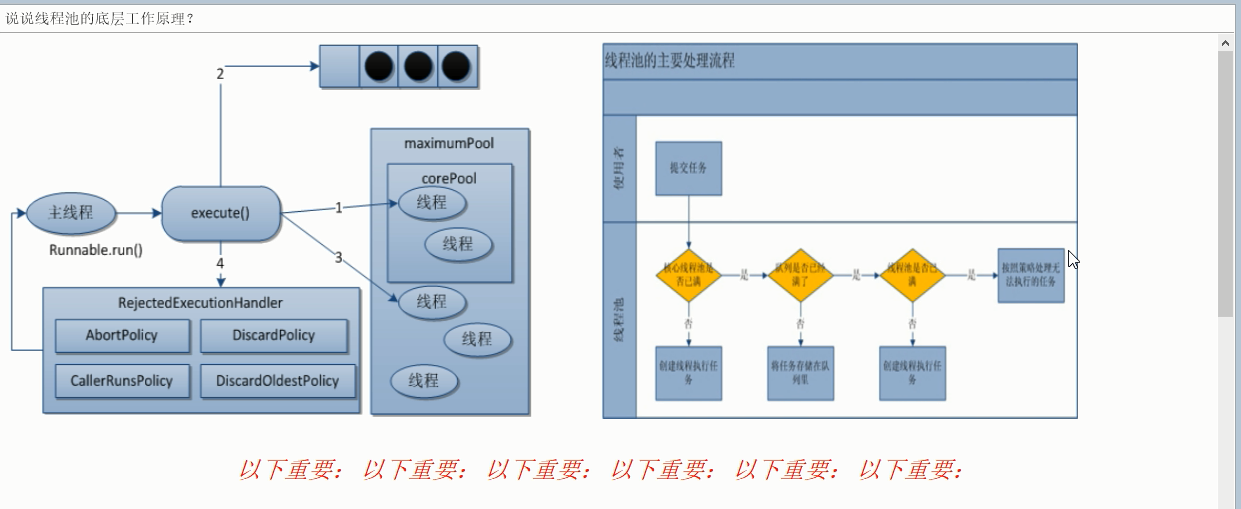 说说线程池的底层工作原理？
2
maximumPool
corePool
线程
线程
主线程
execute()
1
Runnable.run()
3
4
线程
线程
线程
RejectedExecutionHandler
AbortPolicy
DiscardPolicy
CallerRunsPolicy
DiscardOldestPolicy
线程池的主要处理流程
使用者
提交任务
线程池
核心线程池是
否已满
是
队列是否已经
满了
是
线程池是否已
满
是
按照策略处理无
法执行的任务
否
否
否
创建线程执行任
务
将任务存储在队
列里
创建线程执行任
务
以下重要： 以下重要： 以下重要： 以下重要： 以下重要： 以下重要：